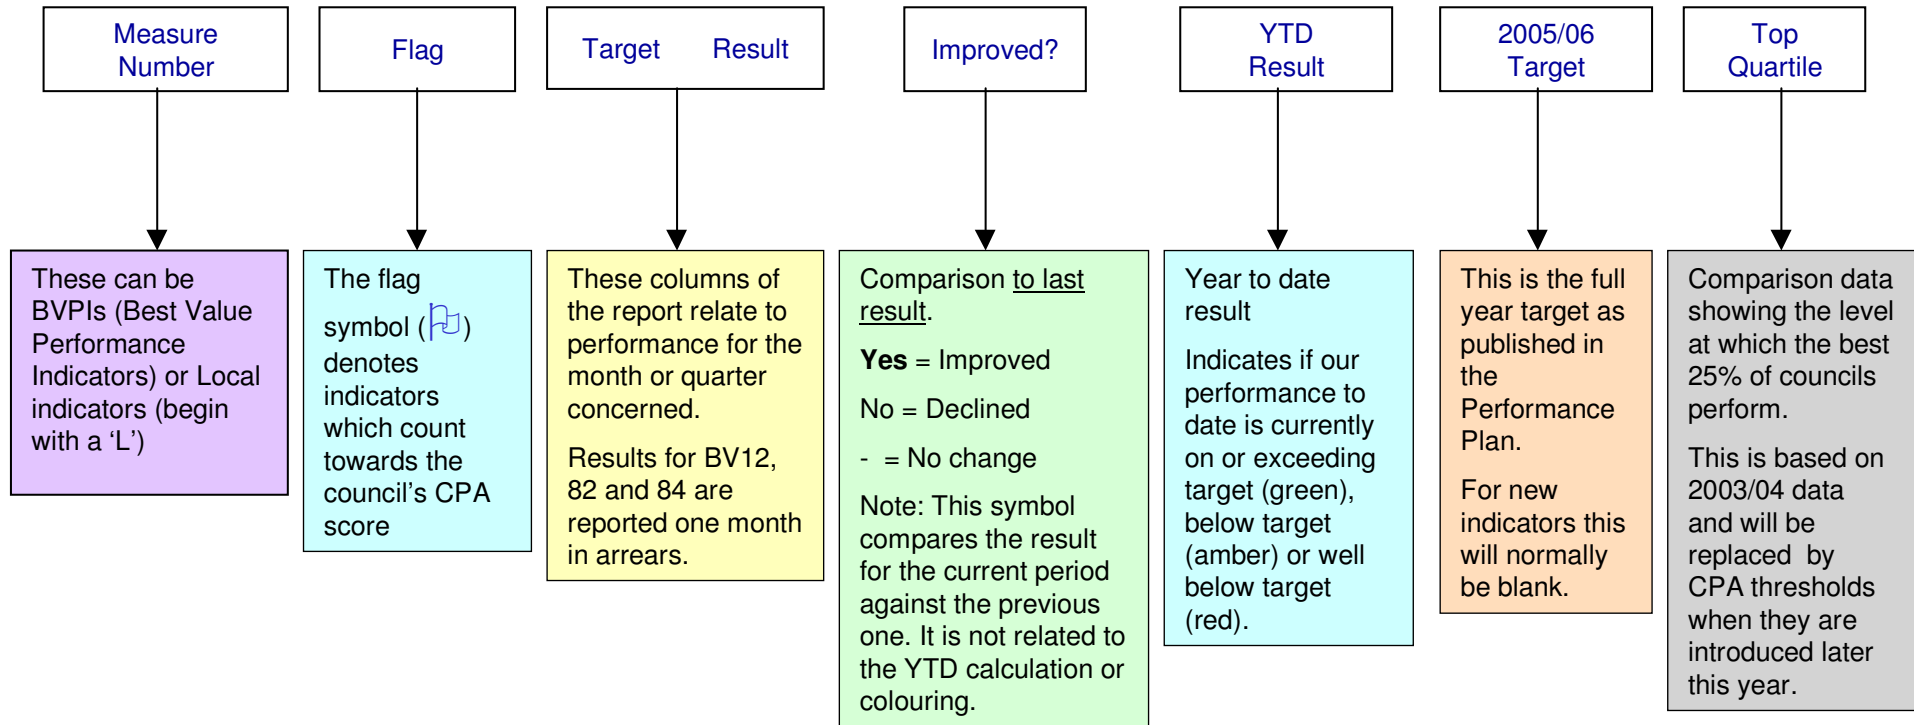 Measure
Number
Flag
Target Result
Improved?
YTD
Result
2005/06
Target
Top
Quartile
These can be
BVPIs (Best Value
Performance
Indicators) or Local
indicators (begin
with a ‘L’)
The flag
symbol ( )
denotes
indicators
which count
towards the
council’s CPA
score
These columns of
the report relate to
performance for the
month or quarter
concerned.
Results for BV12,
82 and 84 are
reported one month
in arrears.
Comparison to last
result.
Yes = Improved
No = Declined
- = No change
Note: This symbol
compares the result
for the current period
against the previous
one. It is not related to
the YTD calculation or
colouring.
Year to date
result
Indicates if our
performance to
date is currently
on or exceeding
target (green),
below target
(amber) or well
below target
(red).
This is the full
year target as
published in
the
Performance
Plan.
For new
indicators this
will normally
be blank.
Comparison data
showing the level
at which the best
25% of councils
perform.
This is based on
2003/04 data
and will be
replaced by
CPA thresholds
when they are
introduced later
this year.